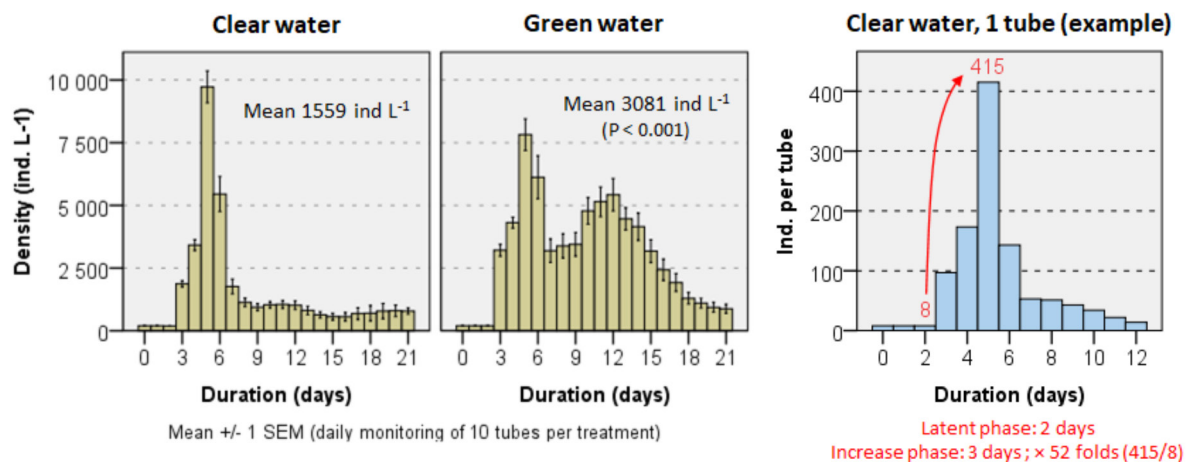 Clear water
Green water
Clear water, 1 tube (example)
Density (ind. L-1)
10 000
7 500
5 000
2 500
0
Mean 1559 ind L⁻¹
0 3 6 9 12 15 18 21
Duration (days)
Mean 3081 ind L⁻¹
(P < 0.001)
0 3 6 9 12 15 18 21
Duration (days)
Mean +/- 1 SEM (daily monitoring of 10 tubes per treatment)
Ind. per tube
400
300
200
100
0
415
8
0 2 4 6 8 10 12
Duration (days)
Latent phase: 2 days
Increase phase: 3 days ; × 52 folds (415/8)